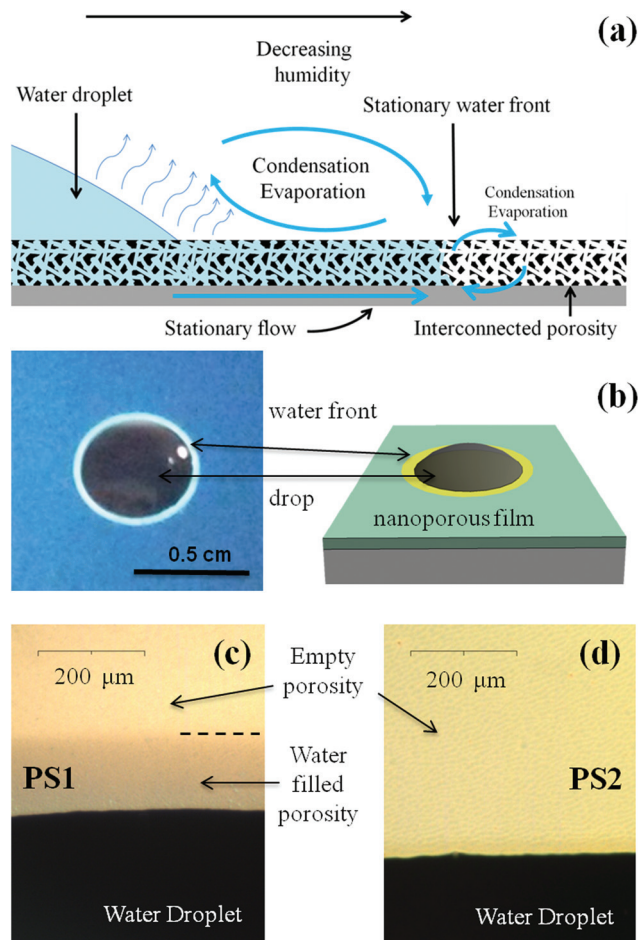 (a)
Decreasing
humidity
Water droplet
Stationary water front
Condensation
Evaporation
Condensation
Evaporation
Stationary flow
Interconnected porosity
(b)
water front
drop
nanoporous film
0.5 cm
(c)
(d)
200 µm
Empty
porosity
200 µm
PS1
Water
filled
porosity
PS2
Water Droplet
Water Droplet